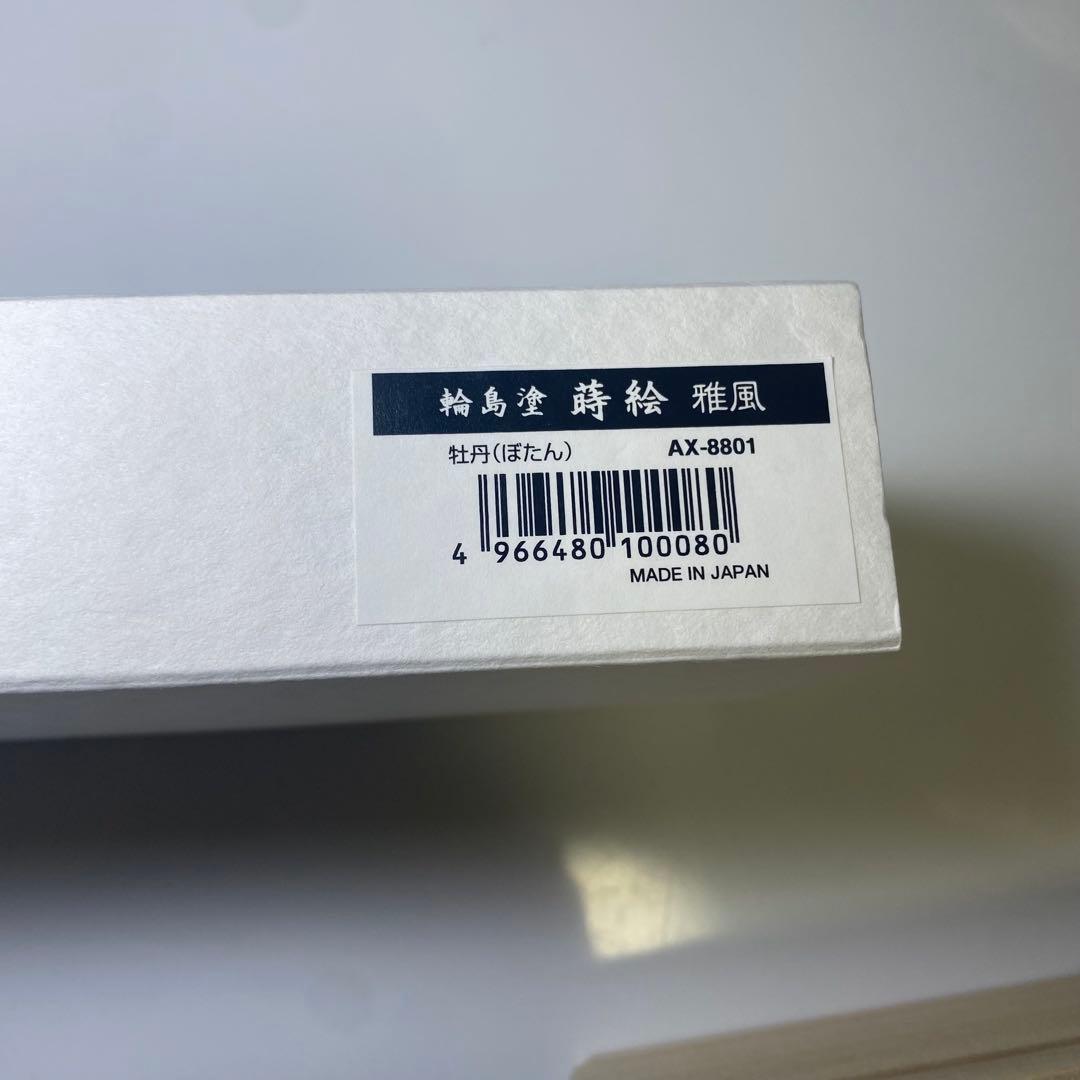 輪島塗 蒔絵 雅風
牡丹(ぼたん) AX-8801
4 966480 100080
MADE IN JAPAN